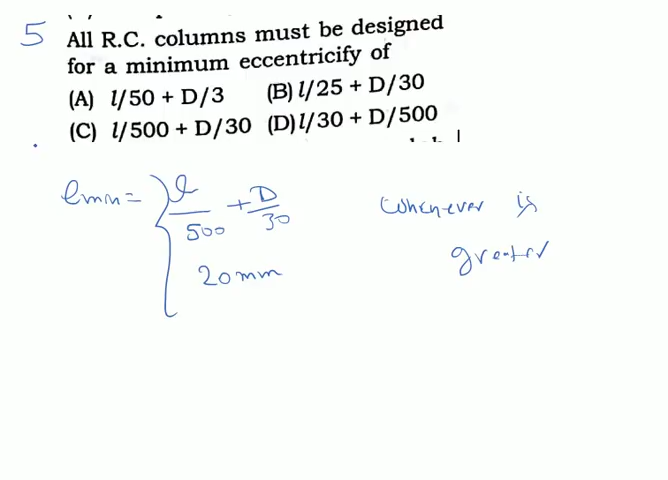 5
All R.C. columns must be designed
for a minimum eccentricify of
(A) l/50 + D/3 (B) l/25 + D/30
(C) l/500 + D/30 (D) l/30 + D/500
emin = l/500 + D/30 whichever is
20mm greater